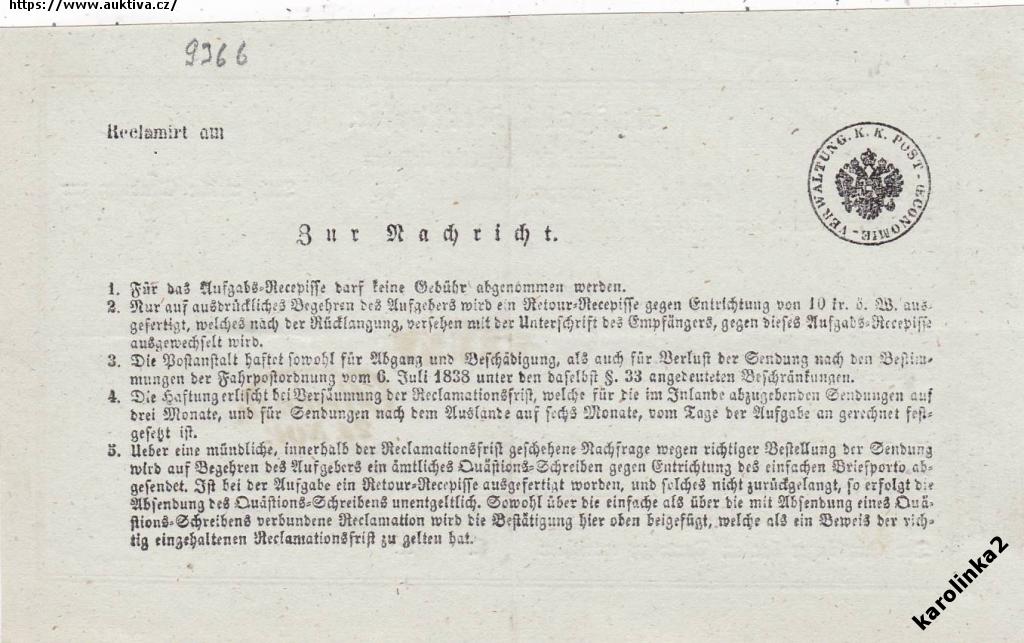 https://www.auktiva.cz/
9366
Reclamirt am
VERWALTUNG. K. K. POST-ŒCONOMIE-
Zur Nachricht.
1. Für das Aufgabs-Recepisse darf keine Gebühr abgenommen werden.
2. Nur auf ausdrückliches Begehren des Aufgebers wird ein Retour-Recepisse gegen Entrichtung von 10 kr. ö. W. aus-
gefertigt, welches nach der Rücklangung, versehen mit der Unterschrift des Empfängers, gegen dieses Aufgabs-Recepisse
ausgewechselt wird.
3. Die Postanstalt haftet sowohl für Abgang und Beschädigung, als auch für Verlust der Sendung nach den Bestim-
mungen der Fahrpostordnung vom 6. Juli 1838 unter den daselbst §. 33 angedeuteten Beschränkungen.
4. Die Haftung erlischt bei Versäumung der Reclamationsfrist, welche für die im Inlande abzugebenden Sendungen auf
drei Monate, und für Sendungen nach dem Auslande auf sechs Monate, vom Tage der Aufgabe an gerechnet fest-
gesetzt ist.
5. Ueber eine mündliche, innerhalb der Reclamationsfrist geschehene Nachfrage wegen richtiger Bestellung der Sendung
wird auf Begehren des Aufgebers ein ämtliches Quästions-Schreiben gegen Entrichtung des einfachen Briefporto ab-
gesendet. Ist bei der Aufgabe ein Retour-Recepisse ausgefertigt worden, und solches nicht zurückgelangt, so erfolgt die
Absendung des Quästions-Schreibens unentgeltlich. Sowohl über die einfache als über die mit Absendung eines Quä-
stions-Schreibens verbundene Reclamation wird die Bestätigung hier oben beigefügt, welche als ein Beweis der rich-
tig eingehaltenen Reclamationsfrist zu gelten hat.
karolinka2